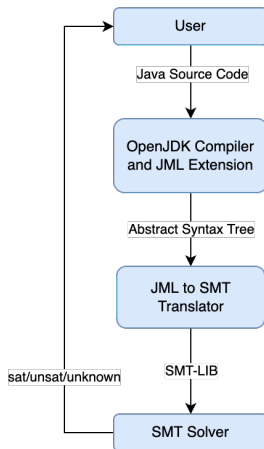 User
Java Source Code
OpenJDK Compiler
and JML Extension
Abstract Syntax Tree
JML to SMT
Translator
SMT-LIB
sat/unsat/unknown
SMT Solver